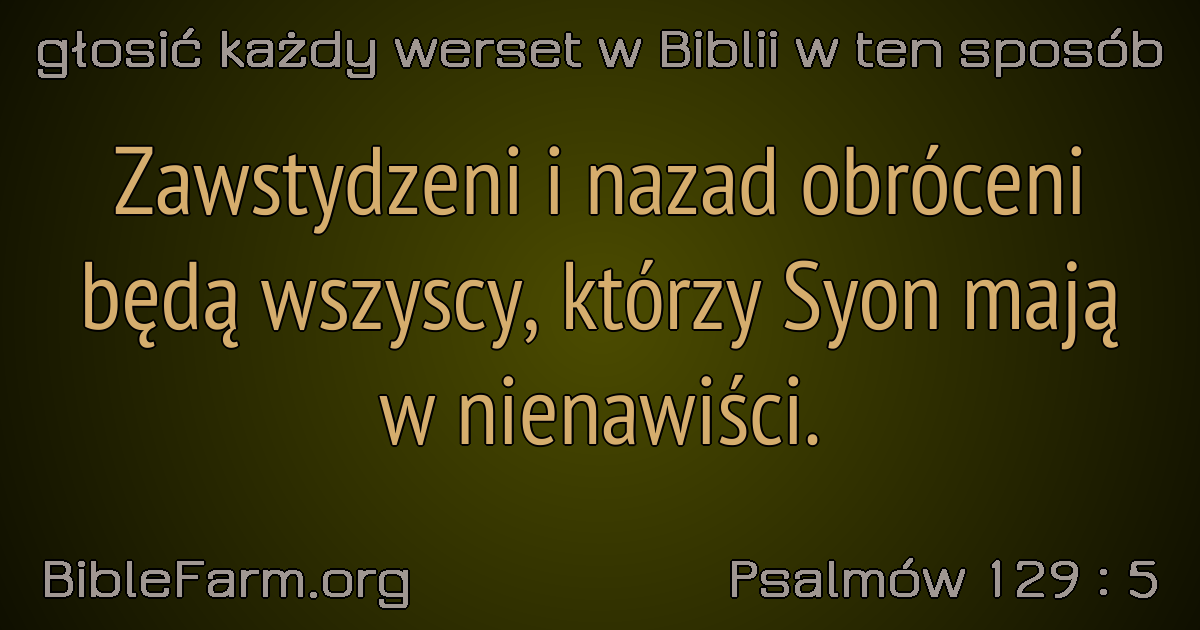 głosić każdy werset w Biblii w ten sposób
Zawstydzeni i nazad obróceni
będą wszyscy, którzy Syon mają
w nienawiści.
BibleFarm.org
Psalmów 129 : 5